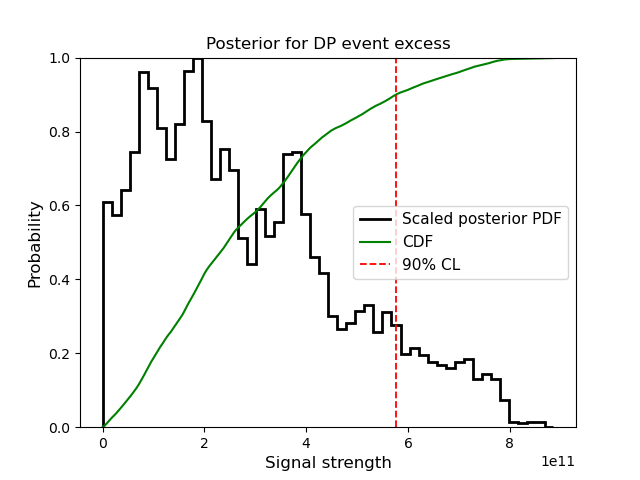 Posterior for DP event excess
Probability
1.0
0.8
0.6
0.4
0.2
0.0
Scaled posterior PDF
CDF
90% CL
0 2 4 6 8
1e11
Signal strength